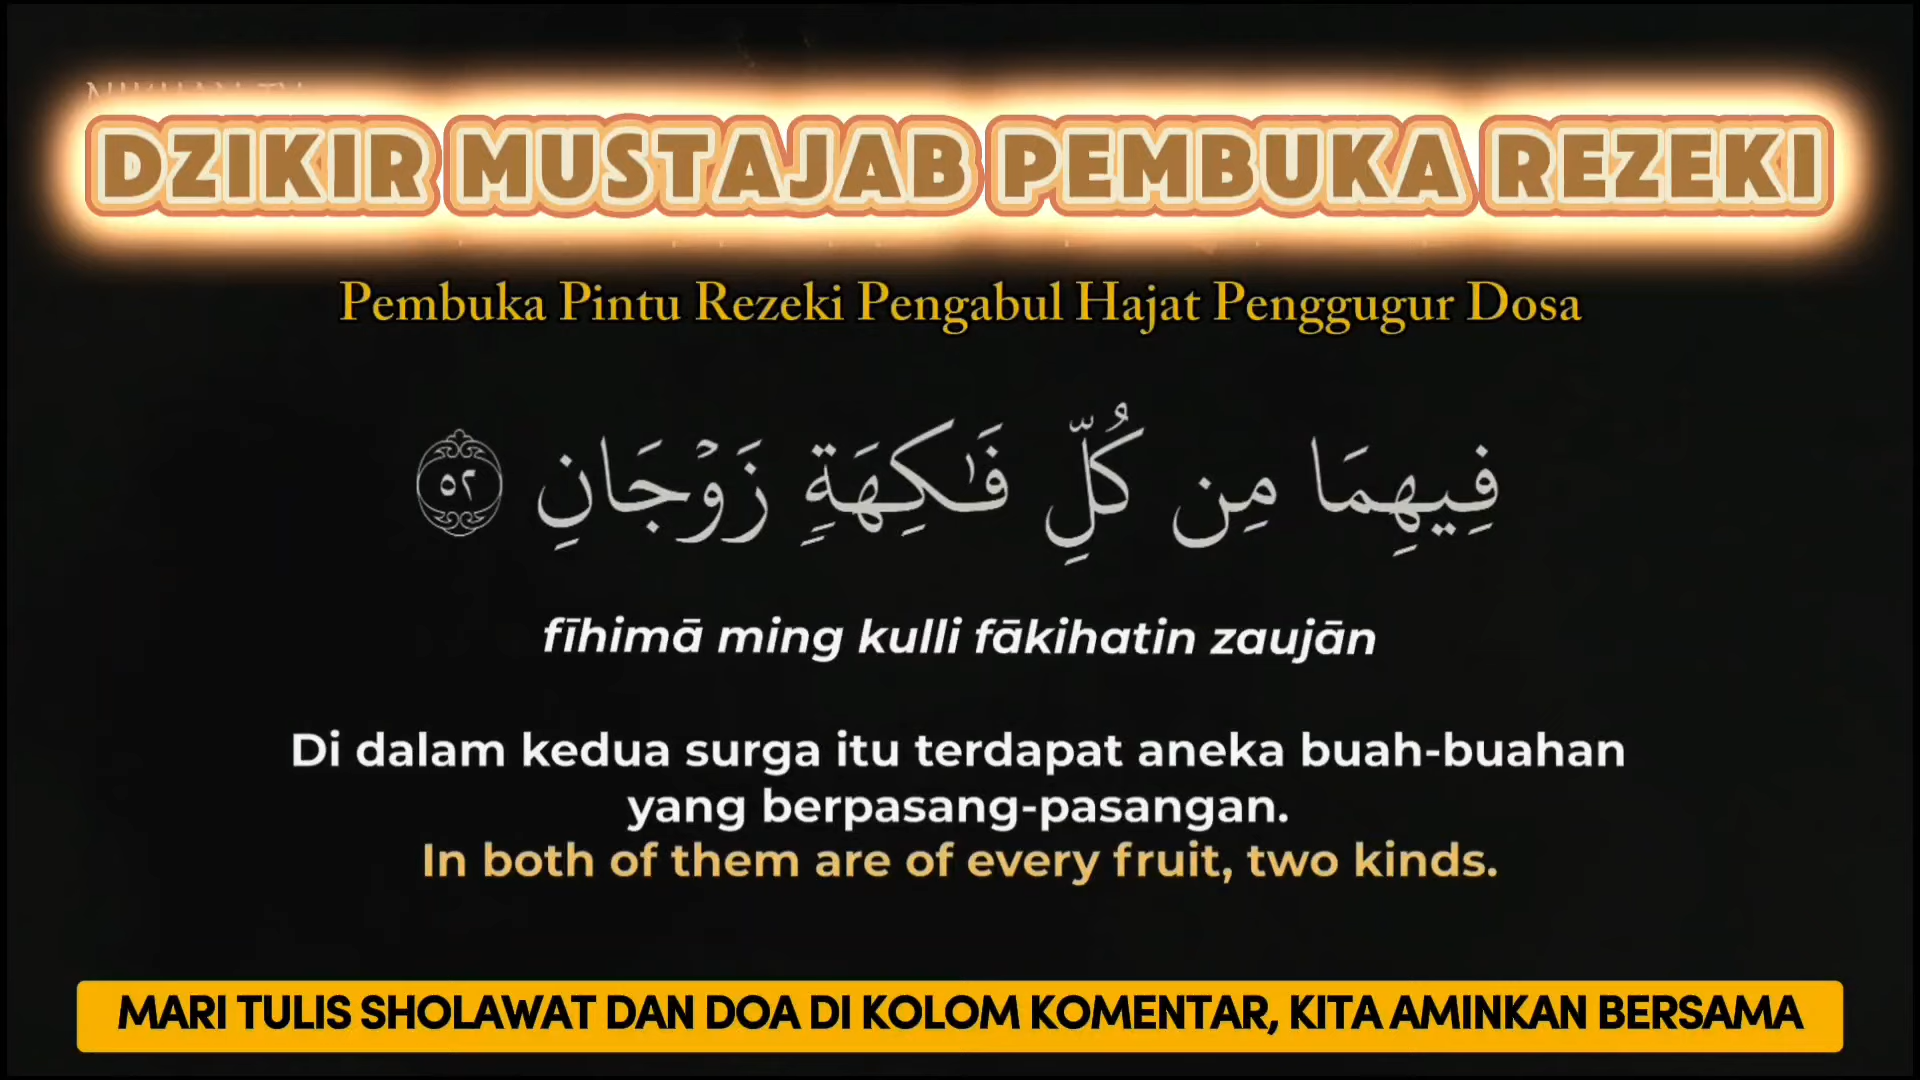 DZIKIR MUSTAJAB PEMBUKA REZEKI
Pembuka Pintu Rezeki Pengabul Hajat Penggugur Dosa
فِيهِمَا مِن كُلِّ فَـٰكِهَةٍ زَوْجَانِ ٥٢
fīhimā ming kulli fākihatin zaujān
Di dalam kedua surga itu terdapat aneka buah-buahan
yang berpasang-pasangan.
In both of them are of every fruit, two kinds.
MARI TULIS SHOLAWAT DAN DOA DI KOLOM KOMENTAR, KITA AMINKAN BERSAMA